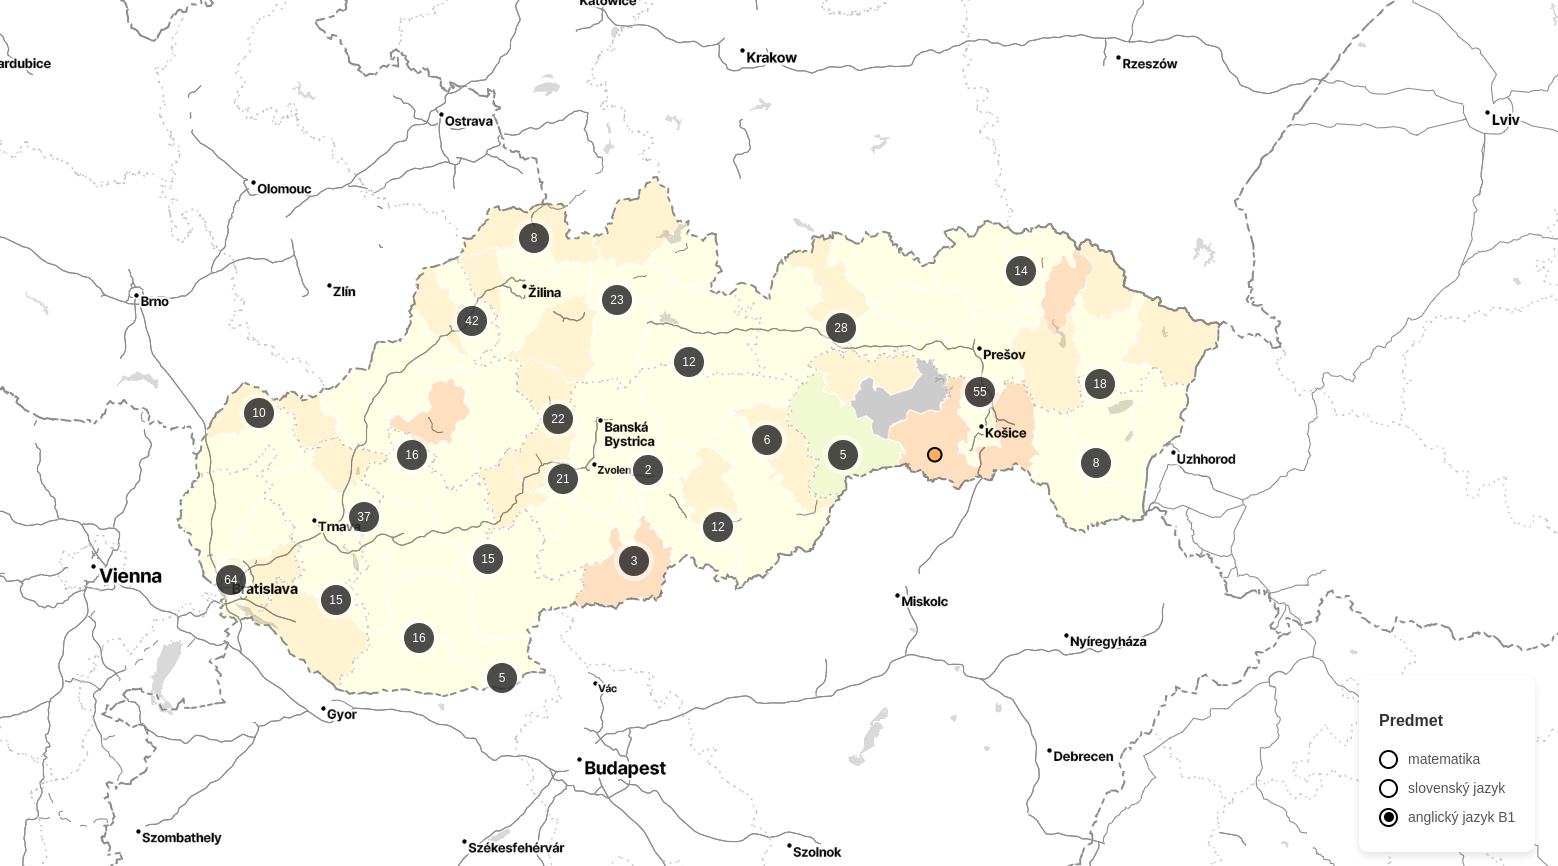 Katowice
Krakow
Rzeszów
ardubice
Lviv
Ostrava
Olomouc
8
14
Zlín
Žilina
Brno
23
42
28
Prešov
12
18
55
10
22
Banská
Bystrica
Košice
6
16
5
Uzhhorod
8
Zvolen
2
21
37
Trnava
12
15
3
Vienna
64
Bratislava
15
Miskolc
16
Nyíregyháza
5
Vác
Gyor
Predmet
Debrecen
matematika
Budapest
slovenský jazyk
anglický jazyk B1
Szombathely
Székesfehérvár
Szolnok